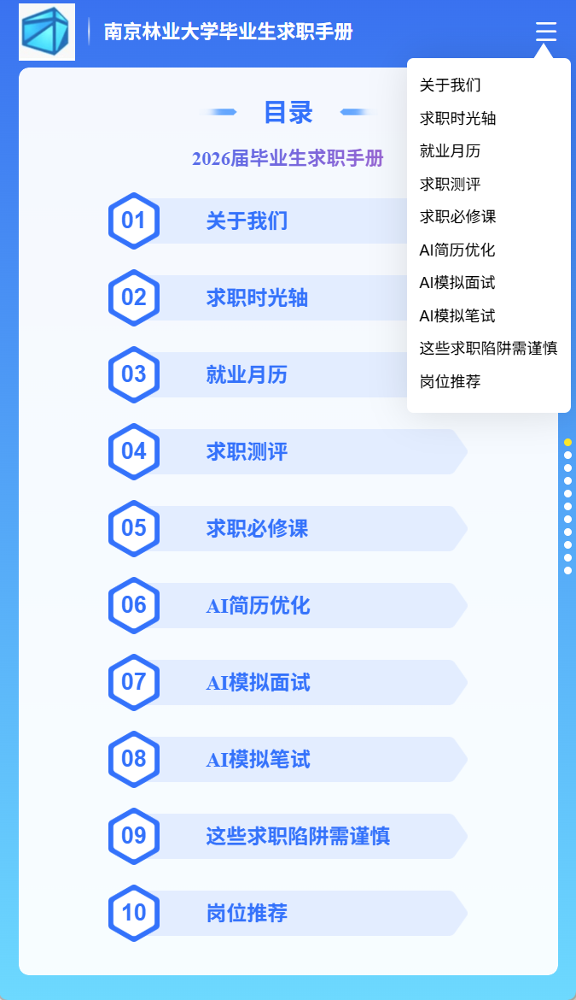 南京林业大学毕业生求职手册
目录
2026届毕业生求职手册
01 关于我们
02 求职时光轴
03 就业月历
04 求职测评
05 求职必修课
06 AI简历优化
07 AI模拟面试
08 AI模拟笔试
09 这些求职陷阱需谨慎
10 岗位推荐
关于我们
求职时光轴
就业月历
求职测评
求职必修课
AI简历优化
AI模拟面试
AI模拟笔试
这些求职陷阱需谨慎
岗位推荐